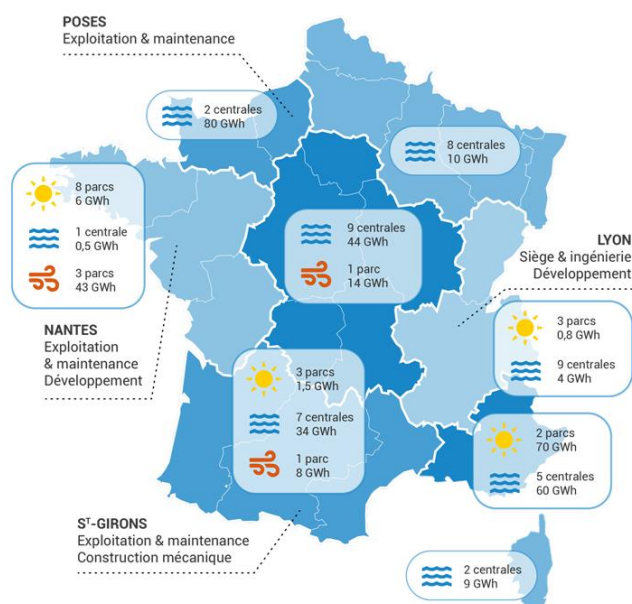 POSES
Exploitation & maintenance
2 centrales
80 GWh
8 centrales
10 GWh
8 parcs
6 GWh
1 centrale
0,5 GWh
3 parcs
43 GWh
9 centrales
44 GWh
1 parc
14 GWh
LYON
Siège & ingénierie
Développement
3 parcs
0,8 GWh
9 centrales
4 GWh
NANTES
Exploitation
& maintenance
Développement
3 parcs
1,5 GWh
7 centrales
34 GWh
1 parc
8 GWh
2 parcs
70 GWh
5 centrales
60 GWh
Sᵀ-GIRONS
Exploitation & maintenance
Construction mécanique
2 centrales
9 GWh